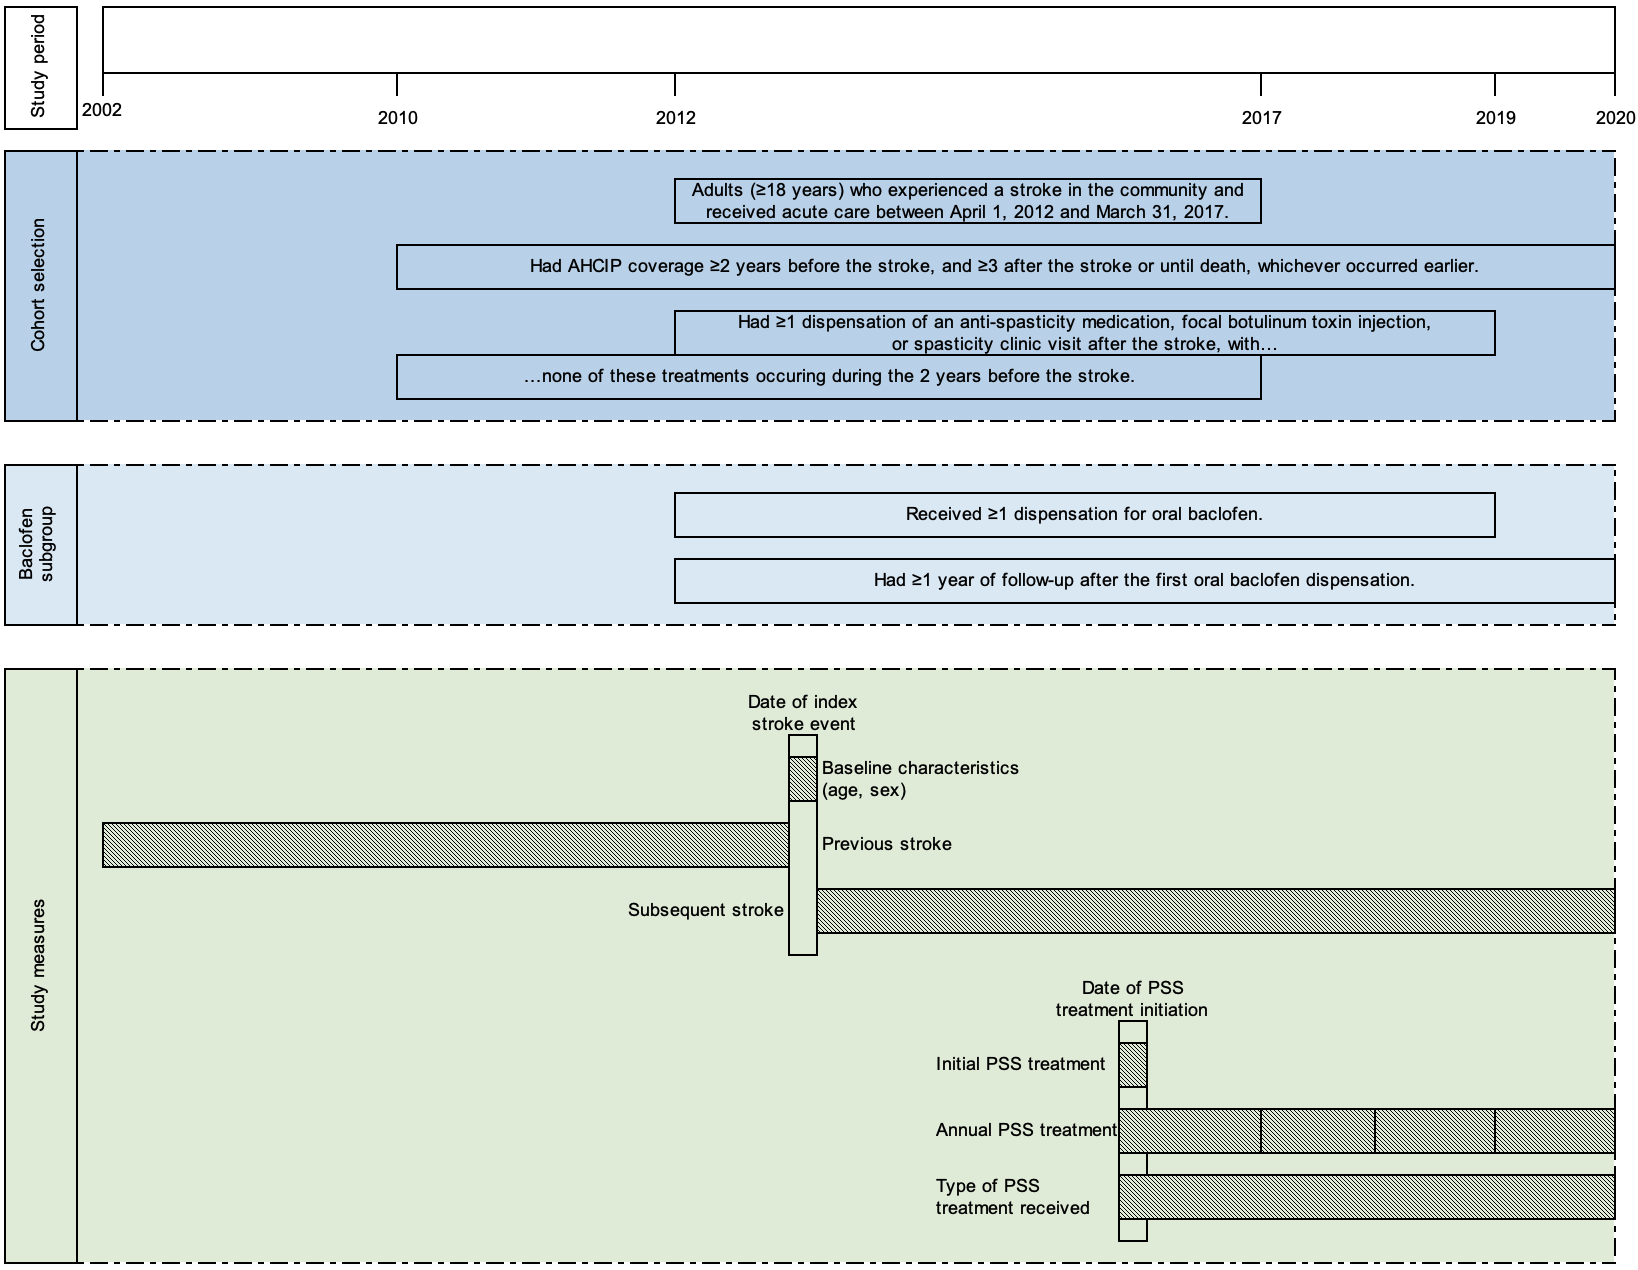 Study period
2002
2010
2012
2017
2019
2020
Cohort selection
Adults (≥18 years) who experienced a stroke in the community and
received acute care between April 1, 2012 and March 31, 2017.
Had AHCIP coverage ≥2 years before the stroke, and ≥3 after the stroke or until death, whichever occurred earlier.
Had ≥1 dispensation of an anti-spasticity medication, focal botulinum toxin injection,
or spasticity clinic visit after the stroke, with…
…none of these treatments occuring during the 2 years before the stroke.
Baclofen
subgroup
Received ≥1 dispensation for oral baclofen.
Had ≥1 year of follow-up after the first oral baclofen dispensation.
Study measures
Date of index
stroke event
Baseline characteristics
(age, sex)
Previous stroke
Subsequent stroke
Date of PSS
treatment initiation
Initial PSS treatment
Annual PSS treatment
Type of PSS
treatment received